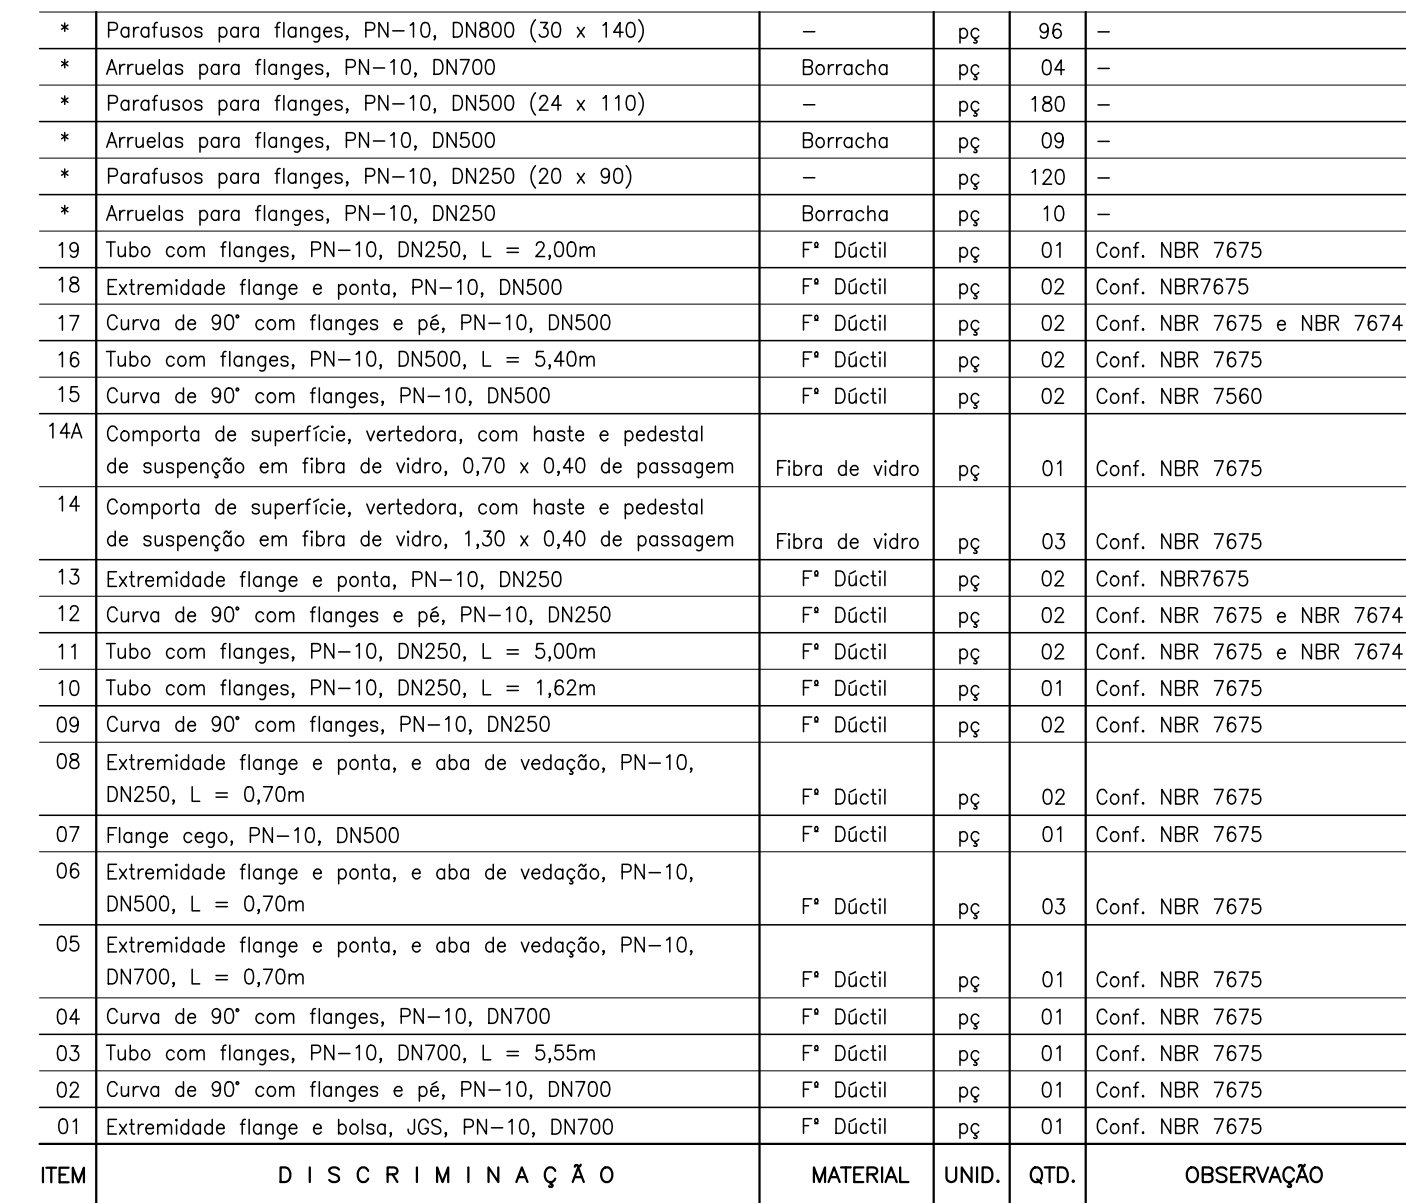 * Parafusos para flanges, PN-10, DN800 (30 x 140) - pç 96 -
* Arruelas para flanges, PN-10, DN700 Borracha pç 04 -
* Parafusos para flanges, PN-10, DN500 (24 x 110) - pç 180 -
* Arruelas para flanges, PN-10, DN500 Borracha pç 09 -
* Parafusos para flanges, PN-10, DN250 (20 x 90) - pç 120 -
* Arruelas para flanges, PN-10, DN250 Borracha pç 10 -
19 Tubo com flanges, PN-10, DN250, L = 2,00m Fº Dúctil pç 01 Conf. NBR 7675
18 Extremidade flange e ponta, PN-10, DN500 Fº Dúctil pç 02 Conf. NBR7675
17 Curva de 90° com flanges e pé, PN-10, DN500 Fº Dúctil pç 02 Conf. NBR 7675 e NBR 7674
16 Tubo com flanges, PN-10, DN500, L = 5,40m Fº Dúctil pç 02 Conf. NBR 7675
15 Curva de 90° com flanges, PN-10, DN500 Fº Dúctil pç 02 Conf. NBR 7560
14A Comporta de superfície, vertedora, com haste e pedestal
de suspenção em fibra de vidro, 0,70 x 0,40 de passagem Fibra de vidro pç 01 Conf. NBR 7675
14 Comporta de superfície, vertedora, com haste e pedestal
de suspenção em fibra de vidro, 1,30 x 0,40 de passagem Fibra de vidro pç 03 Conf. NBR 7675
13 Extremidade flange e ponta, PN-10, DN250 Fº Dúctil pç 02 Conf. NBR7675
12 Curva de 90° com flanges e pé, PN-10, DN250 Fº Dúctil pç 02 Conf. NBR 7675 e NBR 7674
11 Tubo com flanges, PN-10, DN250, L = 5,00m Fº Dúctil pç 02 Conf. NBR 7675 e NBR 7674
10 Tubo com flanges, PN-10, DN250, L = 1,62m Fº Dúctil pç 01 Conf. NBR 7675
09 Curva de 90° com flanges, PN-10, DN250 Fº Dúctil pç 02 Conf. NBR 7675
08 Extremidade flange e ponta, e aba de vedação, PN-10,
DN250, L = 0,70m Fº Dúctil pç 02 Conf. NBR 7675
07 Flange cego, PN-10, DN500 Fº Dúctil pç 01 Conf. NBR 7675
06 Extremidade flange e ponta, e aba de vedação, PN-10,
DN500, L = 0,70m Fº Dúctil pç 03 Conf. NBR 7675
05 Extremidade flange e ponta, e aba de vedação, PN-10,
DN700, L = 0,70m Fº Dúctil pç 01 Conf. NBR 7675
04 Curva de 90° com flanges, PN-10, DN700 Fº Dúctil pç 01 Conf. NBR 7675
03 Tubo com flanges, PN-10, DN700, L = 5,55m Fº Dúctil pç 01 Conf. NBR 7675
02 Curva de 90° com flanges e pé, PN-10, DN700 Fº Dúctil pç 01 Conf. NBR 7675
01 Extremidade flange e bolsa, JGS, PN-10, DN700 Fº Dúctil pç 01 Conf. NBR 7675
ITEM DISCRIMINAÇÃO MATERIAL UNID. QTD. OBSERVAÇÃO